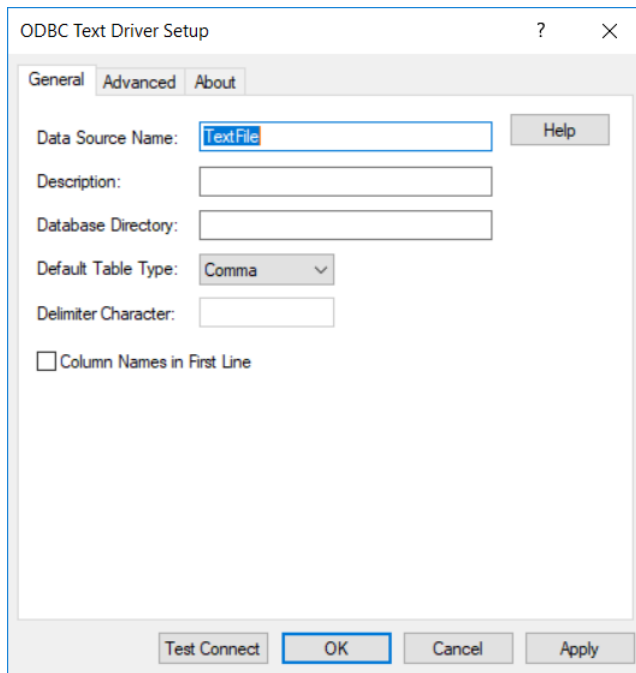 ODBC Text Driver Setup ?
General Advanced About
Data Source Name: TextFile Help
Description:
Database Directory:
Default Table Type: Comma
Delimiter Character:
Column Names in First Line
Test Connect OK Cancel Apply